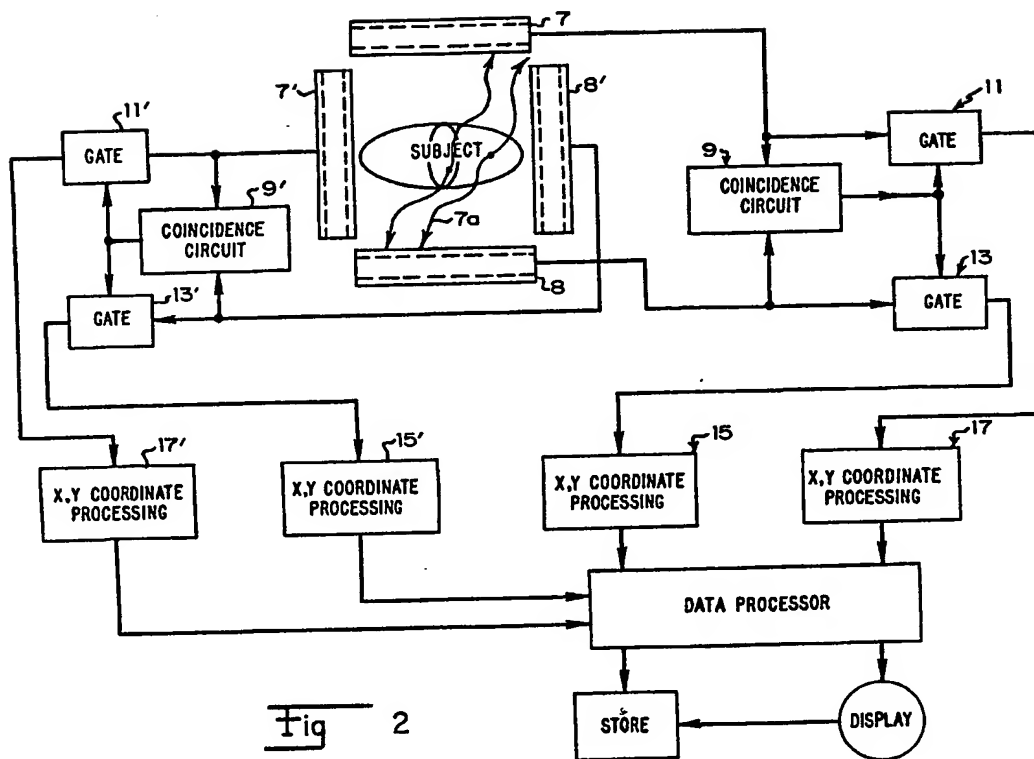 7
7'
8'
11'
11
GATE
GATE
SUBJECT
9'
9
COINCIDENCE
CIRCUIT
COINCIDENCE CIRCUIT
7a
13'
13
8
GATE
GATE
17'
15'
15
17
X,Y COORDINATE
PROCESSING
X,Y COORDINATE
PROCESSING
X,Y COORDINATE
PROCESSING
X,Y COORDINATE
PROCESSING
DATA PROCESSOR
STORE
DISPLAY
Fig 2